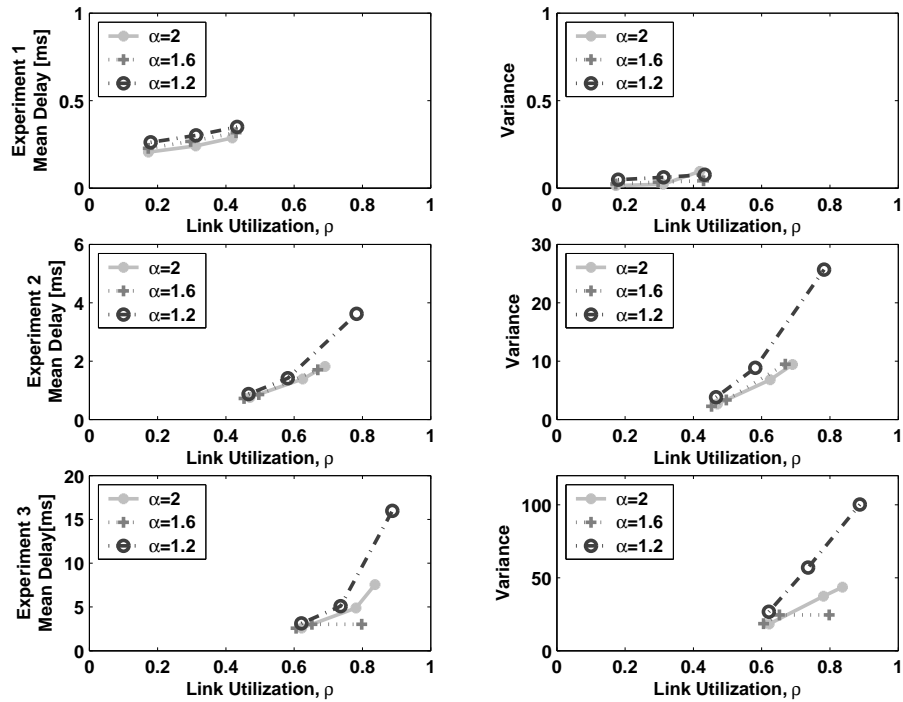 Experiment 1
Mean Delay [ms]
1
0.5
0
α=2
α=1.6
α=1.2
0 0.2 0.4 0.6 0.8 1
Link Utilization, ρ
Variance
1
0.5
0
α=2
α=1.6
α=1.2
0 0.2 0.4 0.6 0.8 1
Link Utilization, ρ
Experiment 2
Mean Delay [ms]
6
4
2
0
α=2
α=1.6
α=1.2
0 0.2 0.4 0.6 0.8 1
Link Utilization, ρ
Variance
30
20
10
0
α=2
α=1.6
α=1.2
0 0.2 0.4 0.6 0.8 1
Link Utilization, ρ
Experiment 3
Mean Delay[ms]
20
15
10
5
0
α=2
α=1.6
α=1.2
0 0.2 0.4 0.6 0.8 1
Link Utilization, ρ
Variance
100
50
0
α=2
α=1.6
α=1.2
0 0.2 0.4 0.6 0.8 1
Link Utilization, ρ